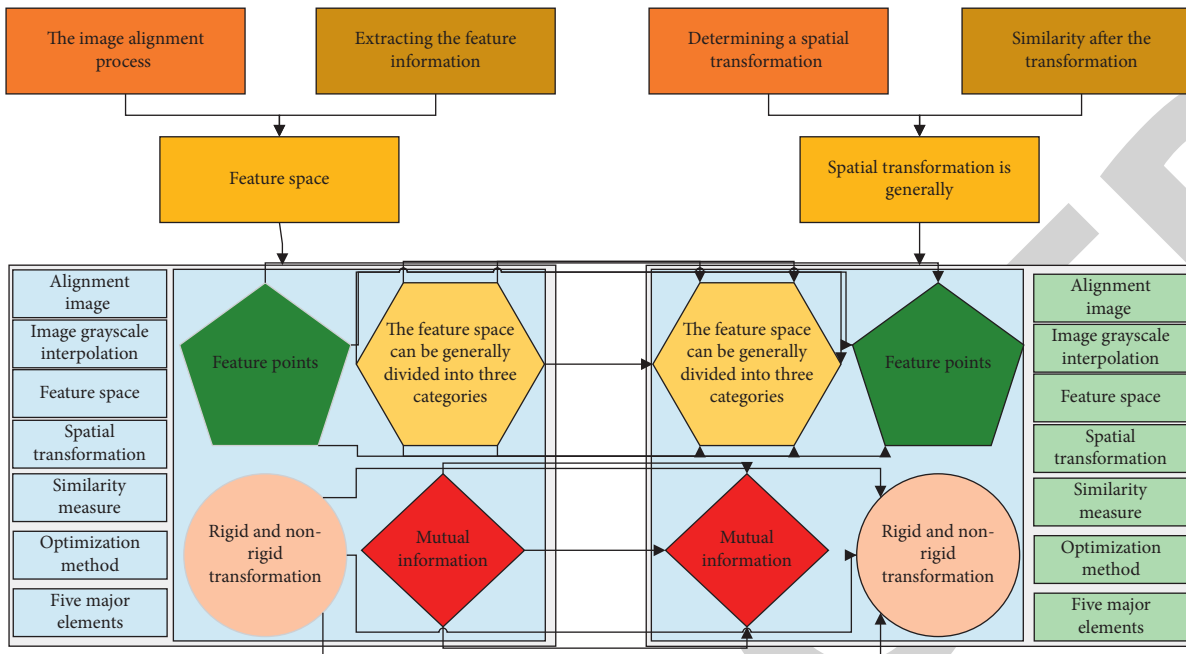 The image alignment
process
Extracting the feature
information
Determining a spatial
transformation
Similarity after the
transformation
Feature space
Spatial transformation is
generally
Alignment
image
Image grayscale
interpolation
Feature space
Spatial
transformation
Similarity
measure
Optimization
method
Five major
elements
Feature points
The feature space
can be generally
divided into three
categories
Rigid and non-
rigid
transformation
Mutual
information
The feature space
can be generally
divided into three
categories
Feature points
Mutual
information
Rigid and non-
rigid
transformation
Alignment
image
Image grayscale
interpolation
Feature space
Spatial
transformation
Similarity
measure
Optimization
method
Five major
elements